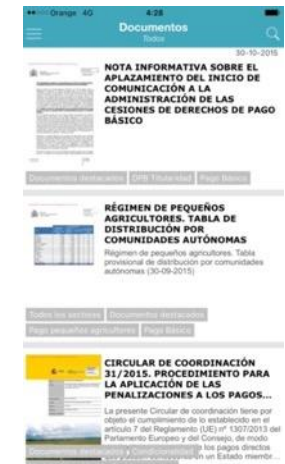 Orange 4G 4:28
Documentos
Todos
30-10-2015
NOTA INFORMATIVA SOBRE EL
APLAZAMIENTO DEL INICIO DE
COMUNICACIÓN A LA
ADMINISTRACIÓN DE LAS
CESIONES DE DERECHOS DE PAGO
BÁSICO
Documentos destacados DPB Titularidad Pago Básico
RÉGIMEN DE PEQUEÑOS
AGRICULTORES. TABLA DE
DISTRIBUCIÓN POR
COMUNIDADES AUTÓNOMAS
Régimen de pequeños agricultores. Tabla
provisional de distribución por comunidades
autónomas (30-09-2015)
Todos los sectores Documentos destacados
Pago pequeños agricultores Pago Básico
CIRCULAR DE COORDINACIÓN
31/2015. PROCEDIMIENTO PARA
LA APLICACIÓN DE LAS
PENALIZACIONES A LOS PAGOS...
La presente Circular de coordinación tiene por
objeto el cumplimiento de lo establecido en el
artículo 7 del Reglamento (UE) nº 1307/2013 del
Parlamento Europeo y del Consejo, de modo
los pagos directos
Documentos destacados Condicionalidad
un Estado miembr...